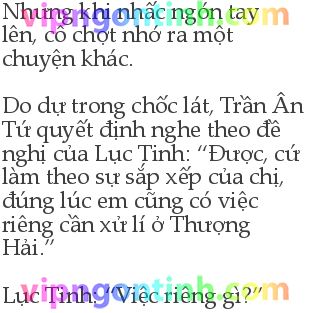 Nhưng khi nhấc ngón tay
lên, cô chợt nhớ ra một
chuyện khác.
Do dự trong chốc lát, Trần Ân
Tứ quyết định nghe theo đề
nghị của Lục Tinh: “Được, cứ
làm theo sự sắp xếp của chị,
đúng lúc em cũng có việc
riêng cần xử lí ở Thượng
Hải.”
Lục Tinh: “Việc riêng gì?”
vipngontinh.com
vipngontinh.com